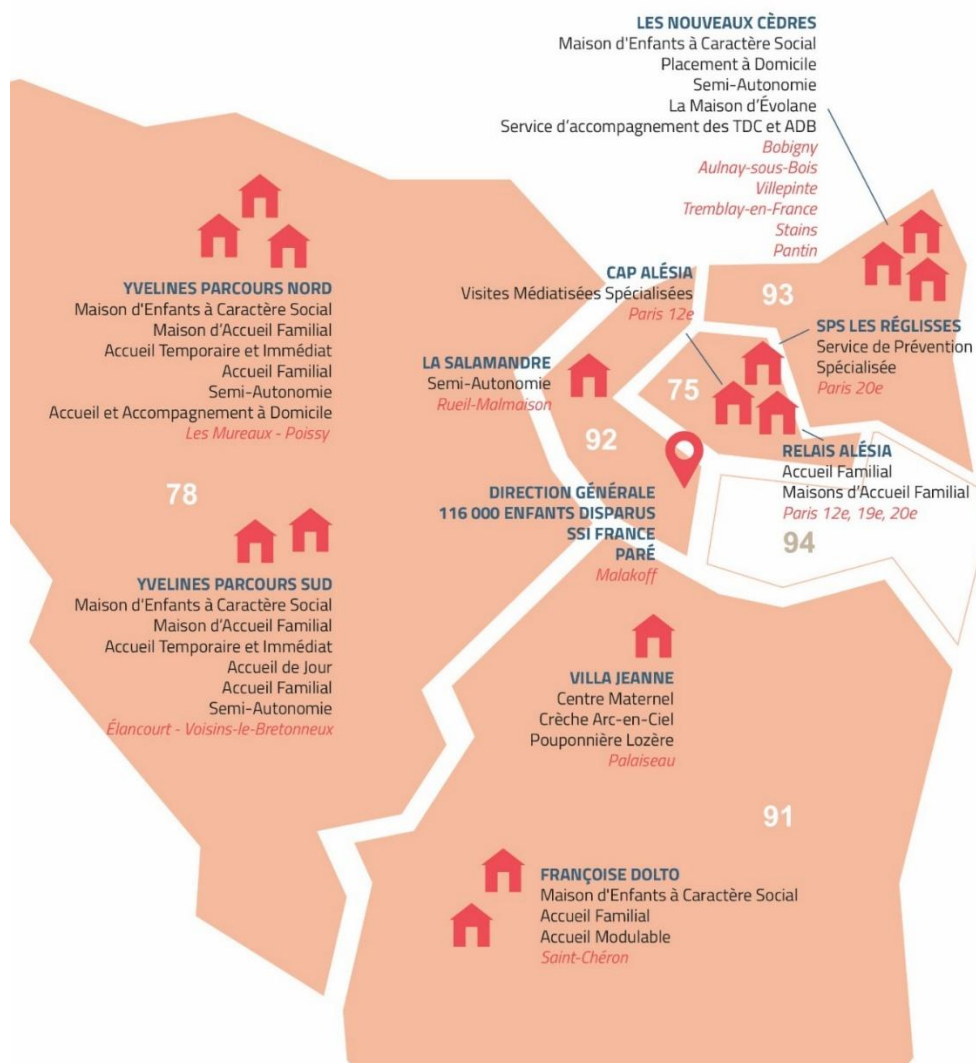 LES NOUVEAUX CÈDRES
Maison d'Enfants à Caractère Social
Placement à Domicile
Semi-Autonomie
La Maison d'Évolane
Service d'accompagnement des TDC et ADB
Bobigny
Aulnay-sous-Bois
Villepinte
Tremblay-en-France
Stains
Pantin
CAP ALÉSIA
Visites Médiatisées Spécialisées
Paris 12e
93
SPS LES RÉGLISSES
Service de Prévention
Spécialisée
Paris 20e
YVELINES PARCOURS NORD
Maison d'Enfants à Caractère Social
Maison d'Accueil Familial
Accueil Temporaire et Immédiat
Accueil Familial
Semi-Autonomie
Accueil et Accompagnement à Domicile
Les Mureaux - Poissy
LA SALAMANDRE
Semi-Autonomie
Rueil-Malmaison
75
92
RELAIS ALÉSIA
Accueil Familial
Maisons d'Accueil Familial
Paris 12e, 19e, 20e
94
78
DIRECTION GÉNÉRALE
116 000 ENFANTS DISPARUS
SSI FRANCE
PARÉ
Malakoff
YVELINES PARCOURS SUD
Maison d'Enfants à Caractère Social
Maison d'Accueil Familial
Accueil Temporaire et Immédiat
Accueil de Jour
Accueil Familial
Semi-Autonomie
Élancourt - Voisins-le-Bretonneux
VILLA JEANNE
Centre Maternel
Crèche Arc-en-Ciel
Pouponnière Lozère
Palaiseau
91
FRANÇOISE DOLTO
Maison d'Enfants à Caractère Social
Accueil Familial
Accueil Modulable
Saint-Chéron